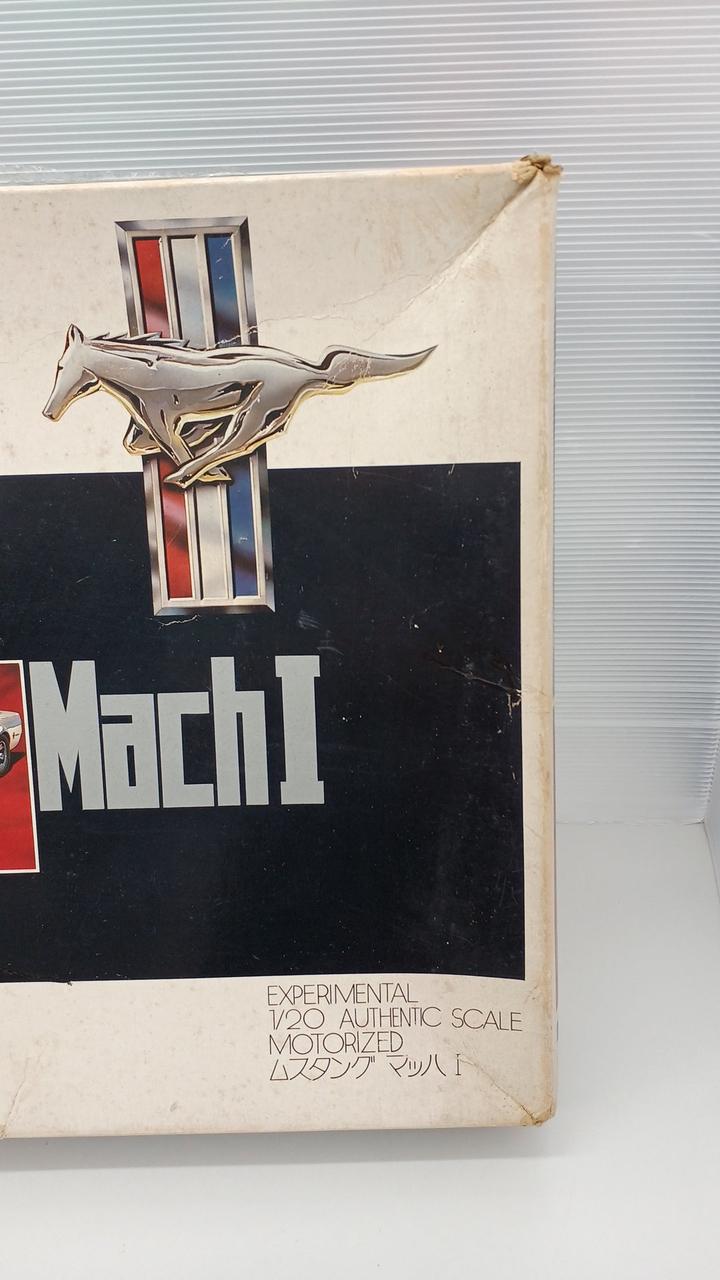 Mach I
EXPERIMENTAL
1/20 AUTHENTIC SCALE
MOTORIZED
ムスタング マッハ I